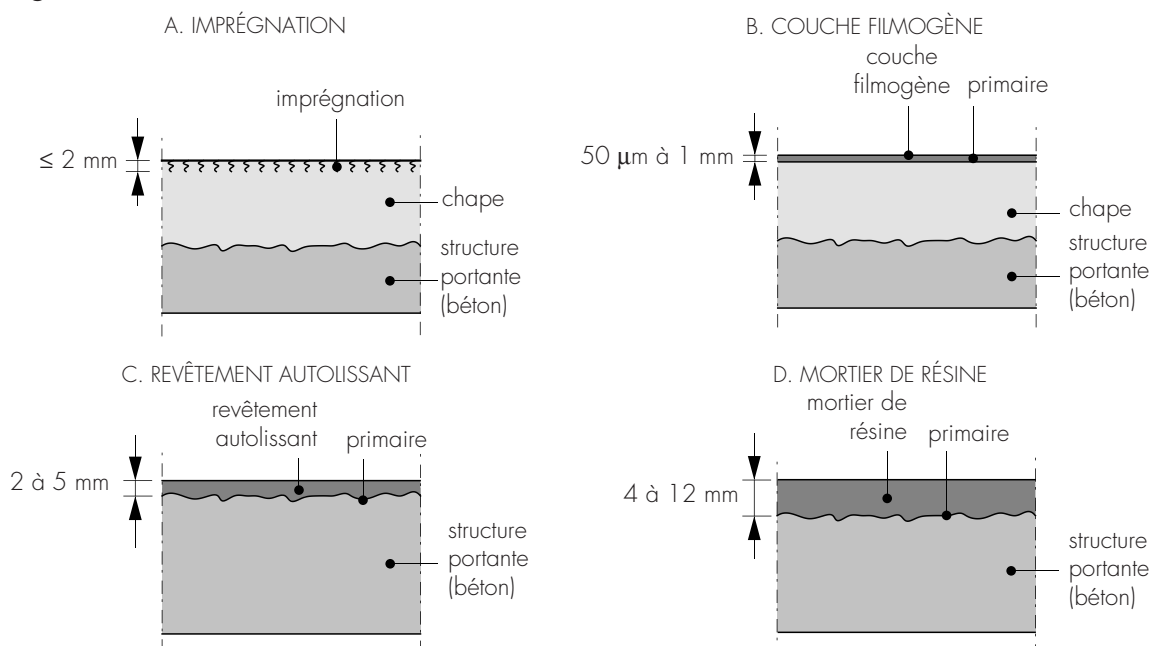 A. IMPRÉGNATION
imprégnation
≤ 2 mm
chape
structure
portante
(béton)
B. COUCHE FILMOGÈNE
couche
filmogène
primaire
50 µm à 1 mm
chape
structure
portante
(béton)
C. REVÊTEMENT AUTOLISSANT
revêtement
autolissant
primaire
2 à 5 mm
structure
portante
(béton)
D. MORTIER DE RÉSINE
mortier de
résine
primaire
4 à 12 mm
structure
portante
(béton)